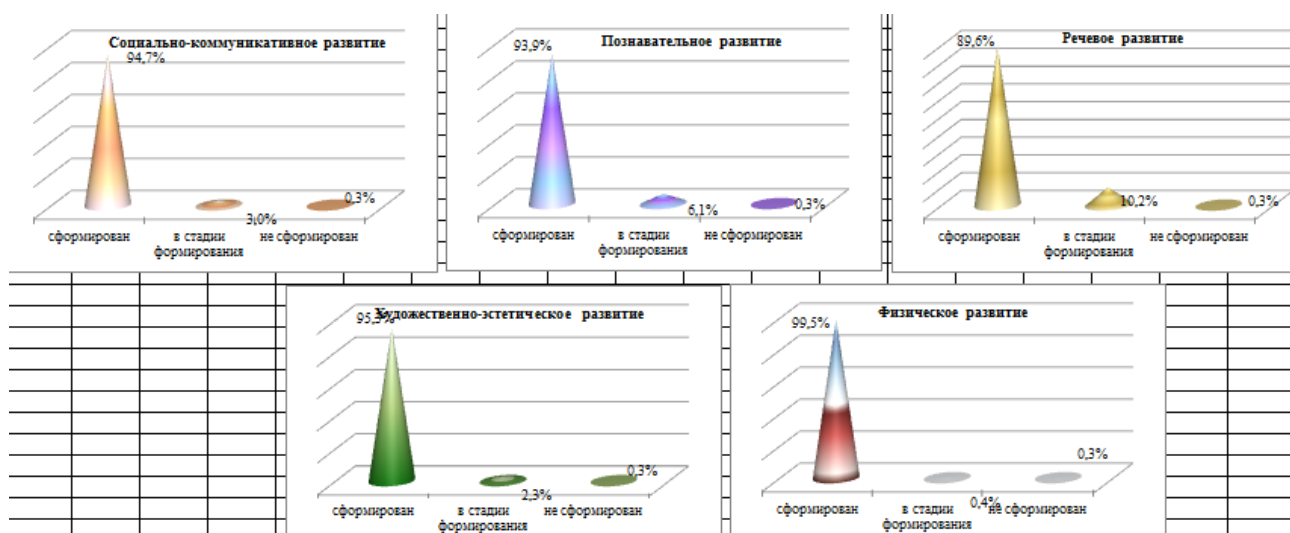 Социально-коммуникативное развитие
94,7%
3,0%
0,3%
сформирован
в стадии
формирования
не сформирован
Познавательное развитие
93,9%
6,1%
0,3%
сформирован
в стадии
формирования
не сформирован
Речевое развитие
89,6%
10,2%
0,3%
сформирован
в стадии
формирования
не сформирован
Художественно-эстетическое развитие
2,3%
0,3%
сформирован
в стадии
формирования
не сформирован
Физическое развитие
99,5%
0,4%
0,3%
сформирован
в стадии
формирования
не сформирован